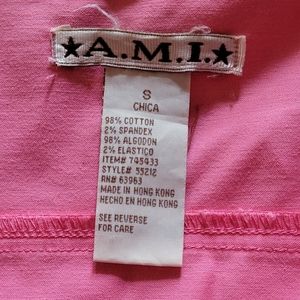 ★A.M.I.★
S
CHICA
98% COTTON
2% SPANDEX
98% ALGODON
2% ELASTICO
ITEM# 745433
STYLE# 55212
RN# 63963
MADE IN HONG KONG
HECHO EN HONG KONG
SEE REVERSE
FOR CARE